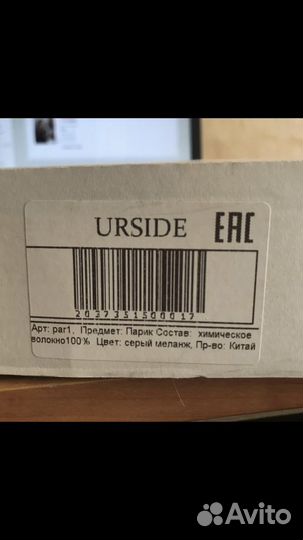 URSIDE EAC
2037351500017
Арт: par1, Предмет: Парик Состав: химическое
волокно100% Цвет: серый меланж, Пр-во: Китай
Avito